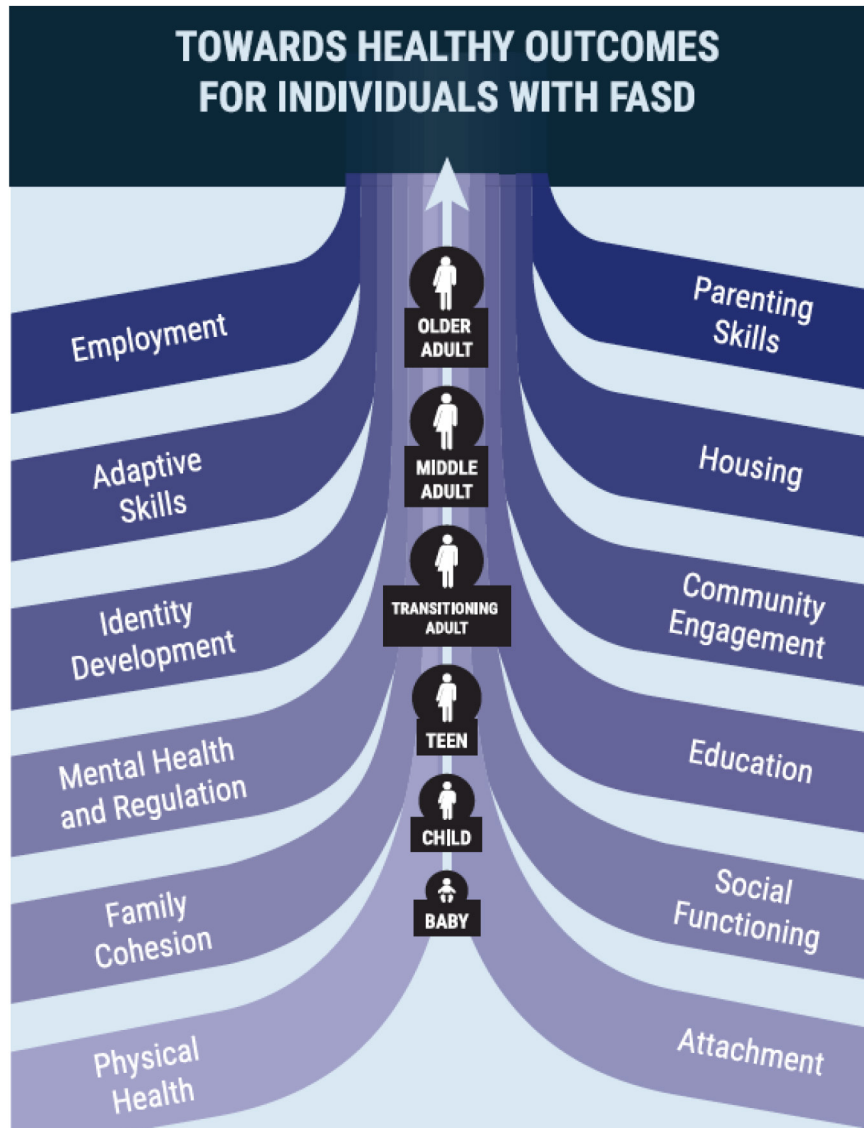 TOWARDS HEALTHY OUTCOMES
FOR INDIVIDUALS WITH FASD
Employment
Adaptive
Skills
Identity
Development
Mental Health
and Regulation
Family
Cohesion
Physical
Health
OLDER
ADULT
MIDDLE
ADULT
TRANSITIONING
ADULT
TEEN
CHILD
BABY
Parenting
Skills
Housing
Community
Engagement
Education
Social
Functioning
Attachment